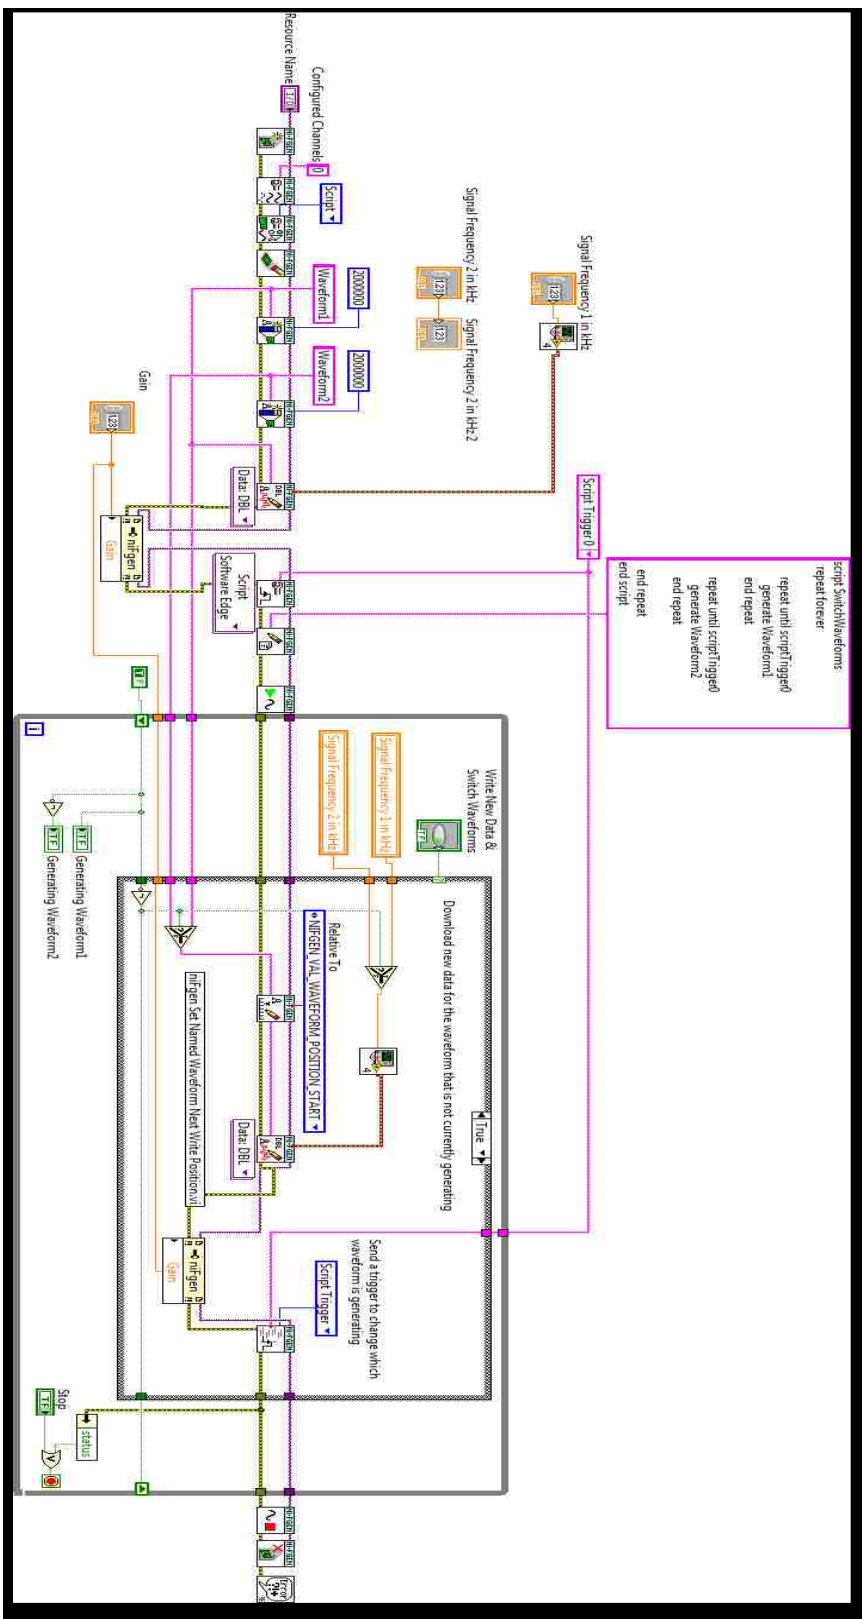 Resource Name
I/O
Configured Channels
0
Script
Signal Frequency 2 in kHz
Signal Frequency 2 in kHz 2
Signal Frequency 1 in kHz
2000000
Waveform1
2000000
Waveform2
Gain
Data: DBL
niFgen
Gain
Script
Software Edge
Script Trigger 0
script SwitchWaveforms
repeat forever
repeat until scriptTrigger0
generate Waveform1
end repeat
repeat until scriptTrigger0
generate Waveform2
end repeat
end repeat
end script
Write New Data &
Switch Waveforms
Signal Frequency 1 in kHz
Signal Frequency 2 in kHz
Generating Waveform1
Generating Waveform2
True
Download new data for the waveform that is not currently generating
Relative To
NIFGEN_VAL_WAVEFORM_POSITION_START
niFgen Set Named Waveform Next Write Position.vi
Data: DBL
niFgen
Gain
Send a trigger to change which
waveform is generating
Script Trigger
Stop
TF
status
i